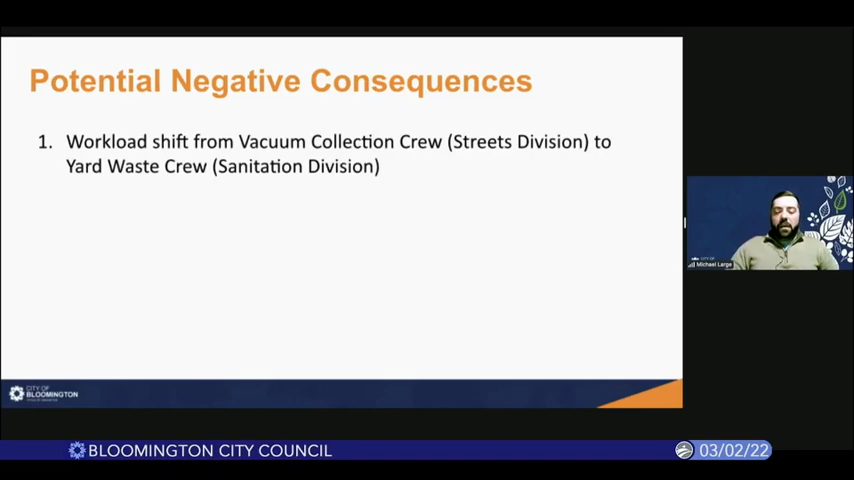 Potential Negative Consequences
1. Workload shift from Vacuum Collection Crew (Streets Division) to
Yard Waste Crew (Sanitation Division)
Michael Large
CITY OF
BLOOMINGTON
BLOOMINGTON CITY COUNCIL
03/02/22